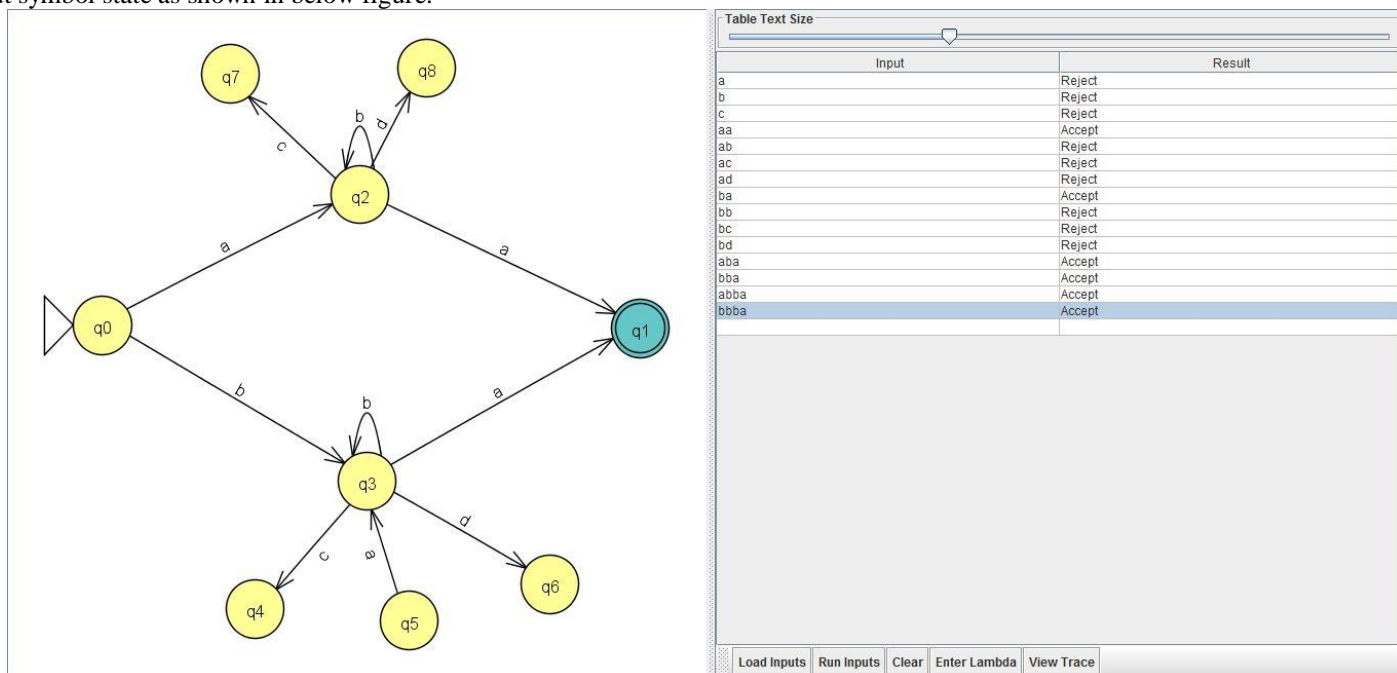 ut symbol state as shown in below figure.
q7
q8
b
d
c
q2
a
a
q0
q1
b
a
b
q3
d
c
a
q4
q5
q6
Table Text Size
Input Result
a Reject
b Reject
c Reject
aa Accept
ab Reject
ac Reject
ad Reject
ba Accept
bb Reject
bc Reject
bd Reject
aba Accept
bba Accept
abba Accept
bbba Accept
Load Inputs Run Inputs Clear Enter Lambda View Trace